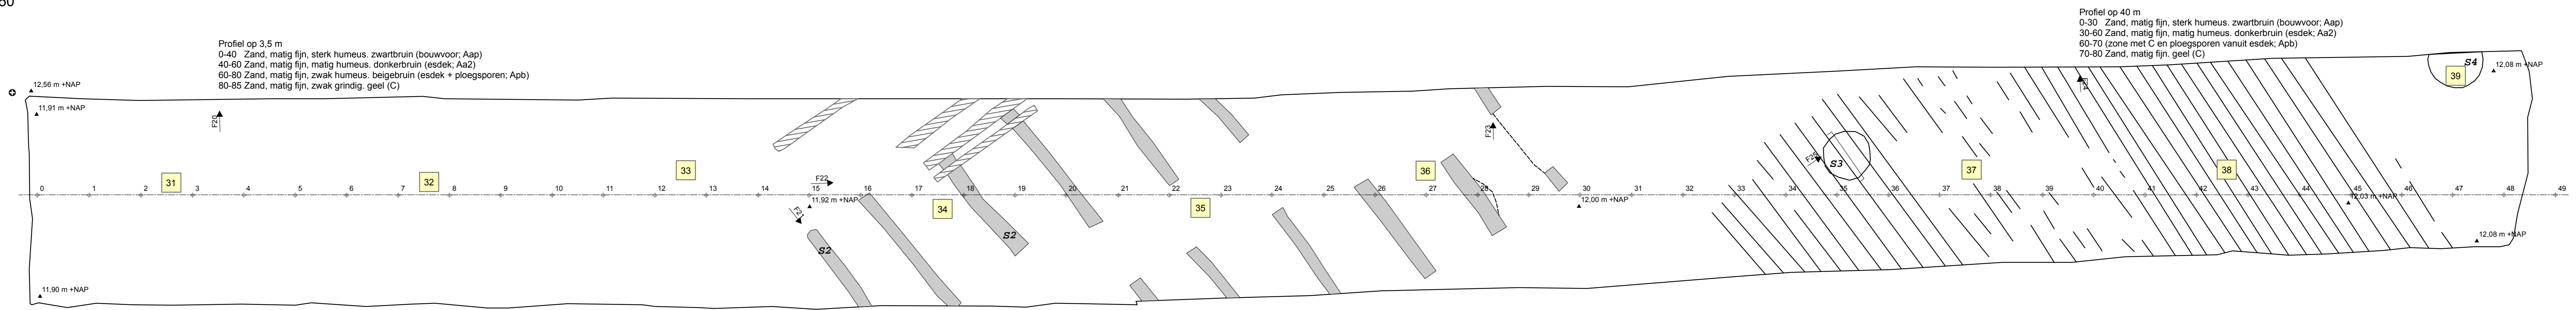 Profiel op 40 m
0-30 Zand, matig fijn, sterk humeus. zwartbruin (bouwvoor; Aap)
30-60 Zand, matig fijn, matig humeus. donkerbruin (esdek; Aa2)
60-70 (zone met C en ploegsporen vanuit esdek; Apb)
70-80 Zand, matig fijn. geel (C)
Profiel op 3,5 m
0-40 Zand, matig fijn, sterk humeus. zwartbruin (bouwvoor; Aap)
40-60 Zand, matig fijn, matig humeus. donkerbruin (esdek; Aa2)
60-80 Zand, matig fijn, zwak humeus. beigebruin (esdek + ploegsporen; Apb)
80-85 Zand, matig fijn, zwak grindig. geel (C)
S4
39
12,08 m +NAP
12,56 m +NAP
11,91 m +NAP
F20
F23
F25
S3
31
32
33
36
37
38
F22
0 1 2 3 4 5 6 7 8 9 10 11 12 13 14 15 16 17 18 19 20 21 22 23 24 25 26 27 28 29 30 31 32 33 34 35 36 37 38 39 40 41 42 43 44 45 46 47 48 49
11,92 m +NAP
12,00 m +NAP
12,03 m +NAP
F21
34
35
S2
S2
12,08 m +NAP
11,90 m +NAP